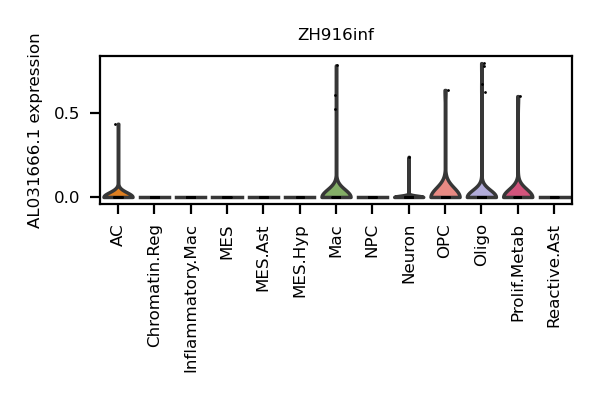 ZH916inf
AL031666.1 expression
0.5
0.0
AC
Chromatin.Reg
Inflammatory.Mac
MES
MES.Ast
MES.Hyp
Mac
NPC
Neuron
OPC
Oligo
Prolif.Metab
Reactive.Ast